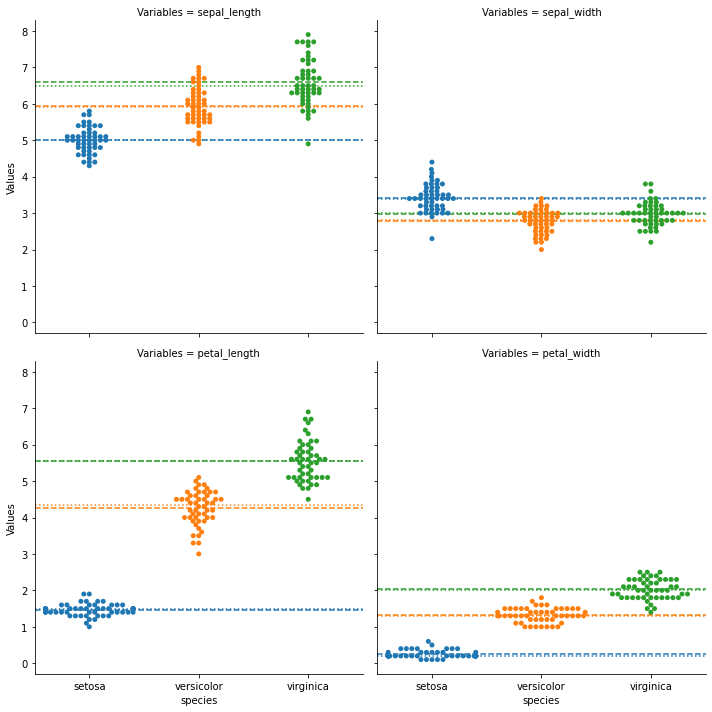 Variables = sepal_length
Variables = sepal_width
8
7
6
5
4
3
2
1
0
Values
Variables = petal_length
Variables = petal_width
8
7
6
5
4
3
2
1
0
Values
setosa versicolor virginica
species
setosa versicolor virginica
species